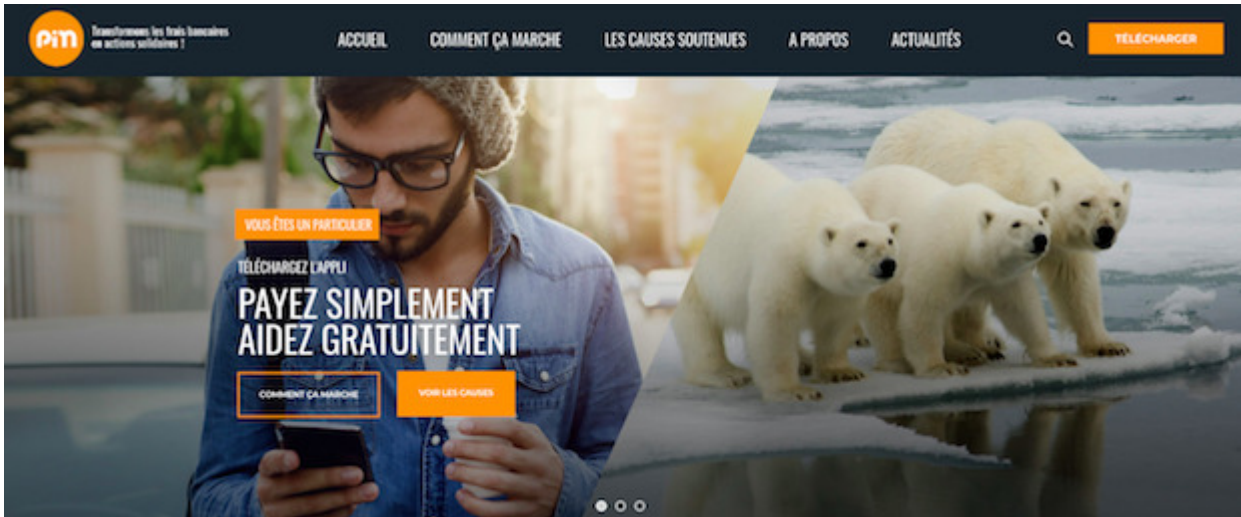 pim
Transformons les frais bancaires
en actions solidaires !
ACCUEIL
COMMENT ÇA MARCHE
LES CAUSES SOUTENUES
A PROPOS
ACTUALITÉS
TÉLÉCHARGER
VOUS ÊTES UN PARTICULIER
TÉLÉCHARGEZ L'APPLI
PAYEZ SIMPLEMENT
AIDEZ GRATUITEMENT
COMMENT ÇA MARCHE
VOIR LES CAUSES